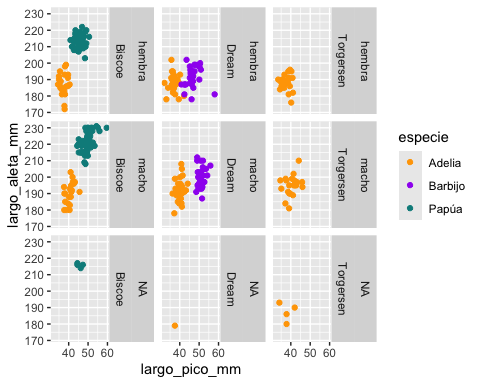 230
220
210
200
190
180
170
Biscoe
hembra
Dream
hembra
Torgersen
hembra
230
220
210
200
190
180
170
Biscoe
macho
Dream
macho
Torgersen
macho
230
220
210
200
190
180
170
Biscoe
NA
Dream
NA
Torgersen
NA
40 50 60
40 50 60
40 50 60
largo_pico_mm
largo_aleta_mm
especie
Adelia
Barbijo
Papúa